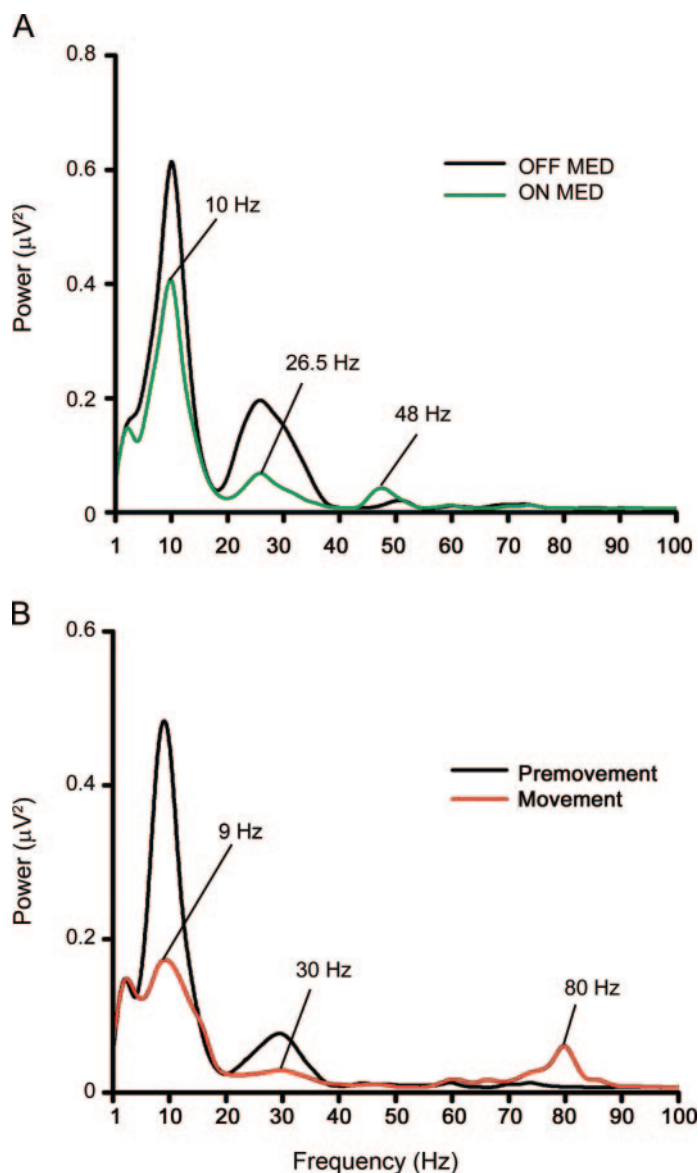 A
0.8
0.6
0.4
0.2
0
Power (µV²)
OFF MED
ON MED
10 Hz
26.5 Hz
48 Hz
1 10 20 30 40 50 60 70 80 90 100
B
0.6
0.4
0.2
0
Power (µV²)
Premovement
Movement
9 Hz
30 Hz
80 Hz
1 10 20 30 40 50 60 70 80 90 100
Frequency (Hz)